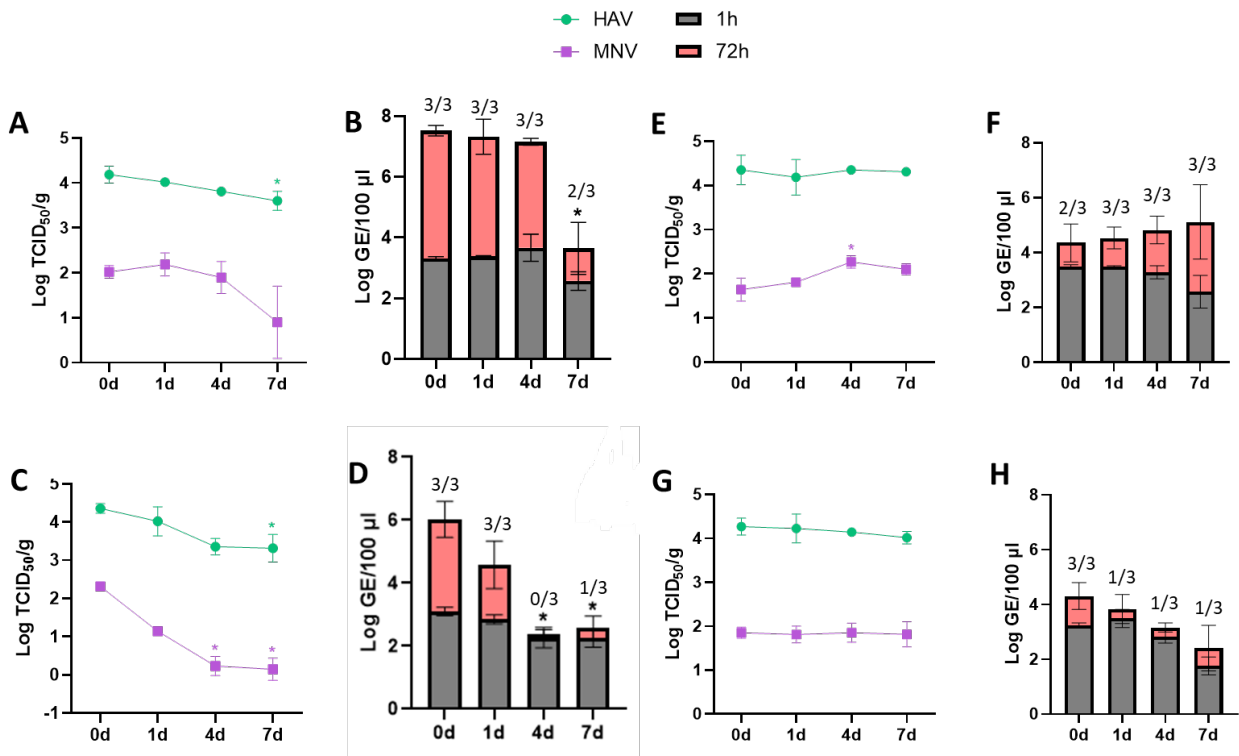 HAV 1h
MNV 72h
A
Log TCID50/g
5
4
3
2
1
0
*
0d 1d 4d 7d
B
Log GE/100 µl
8
6
4
2
0
3/3 3/3 3/3 2/3
*
0d 1d 4d 7d
E
Log TCID50/g
5
4
3
2
1
0
*
0d 1d 4d 7d
F
Log GE/100 µl
8
6
4
2
0
2/3 3/3 3/3 3/3
0d 1d 4d 7d
C
Log TCID50/g
5
4
3
2
1
0
-1
*
* *
0d 1d 4d 7d
D
Log GE/100 µl
8
6
4
2
0
3/3 3/3 0/3 1/3
* *
0d 1d 4d 7d
G
Log TCID50/g
5
4
3
2
1
0
0d 1d 4d 7d
H
Log GE/100 µl
8
6
4
2
0
3/3 1/3 1/3 1/3
0d 1d 4d 7d